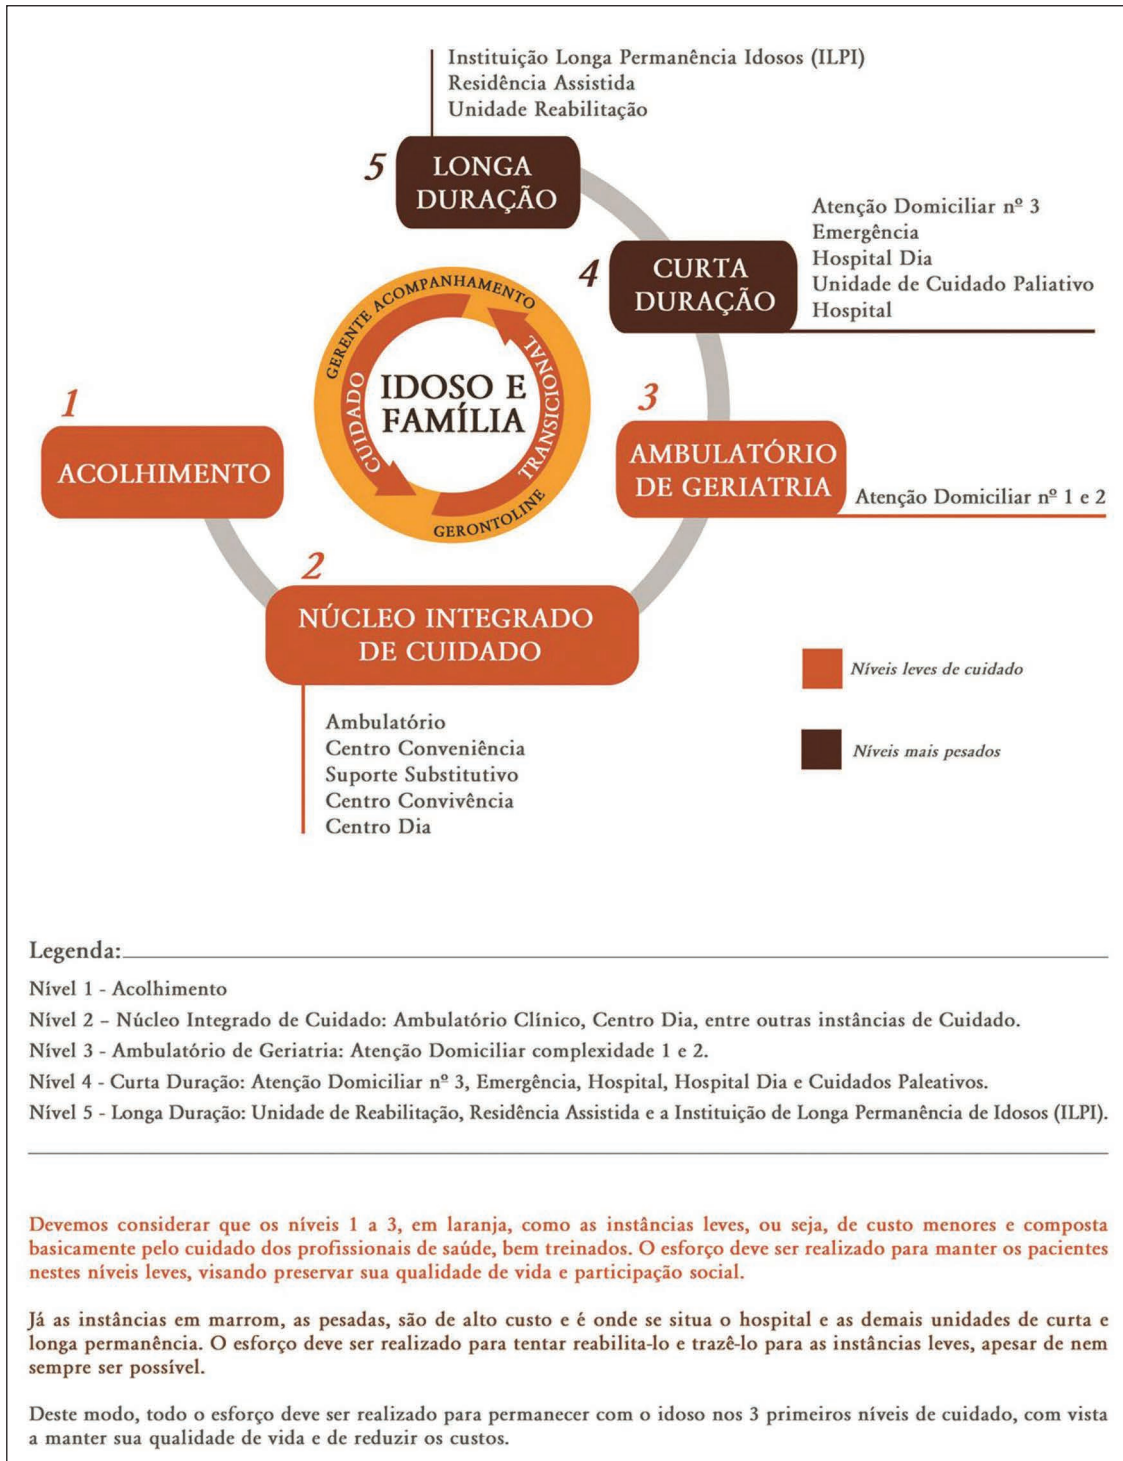 Instituição Longa Permanência Idosos (ILPI)
Residência Assistida
Unidade Reabilitação
5
LONGA
DURAÇÃO
Atenção Domiciliar nº 3
Emergência
Hospital Dia
Unidade de Cuidado Paliativo
Hospital
4
CURTA
DURAÇÃO
GERENTE ACOMPANHAMENTO
CUIDADO
TRANSICIONAL
IDOSO E
FAMÍLIA
GERONTOLINE
1
ACOLHIMENTO
3
AMBULATÓRIO
DE GERIATRIA
Atenção Domiciliar nº 1 e 2
2
NÚCLEO INTEGRADO
DE CUIDADO
Ambulatório
Centro Conveniência
Suporte Substitutivo
Centro Convivência
Centro Dia
Níveis leves de cuidado
Níveis mais pesados
Legenda:
Nível 1 - Acolhimento
Nível 2 – Núcleo Integrado de Cuidado: Ambulatório Clínico, Centro Dia, entre outras instâncias de Cuidado.
Nível 3 - Ambulatório de Geriatria: Atenção Domiciliar complexidade 1 e 2.
Nível 4 - Curta Duração: Atenção Domiciliar nº 3, Emergência, Hospital, Hospital Dia e Cuidados Paleativos.
Nível 5 - Longa Duração: Unidade de Reabilitação, Residência Assistida e a Instituição de Longa Permanência de Idosos (ILPI).
Devemos considerar que os níveis 1 a 3, em laranja, como as instâncias leves, ou seja, de custo menores e composta
basicamente pelo cuidado dos profissionais de saúde, bem treinados. O esforço deve ser realizado para manter os pacientes
nestes níveis leves, visando preservar sua qualidade de vida e participação social.
Já as instâncias em marrom, as pesadas, são de alto custo e é onde se situa o hospital e as demais unidades de curta e
longa permanência. O esforço deve ser realizado para tentar reabilita-lo e trazê-lo para as instâncias leves, apesar de nem
sempre ser possível.
Deste modo, todo o esforço deve ser realizado para permanecer com o idoso nos 3 primeiros níveis de cuidado, com vista
a manter sua qualidade de vida e de reduzir os custos.